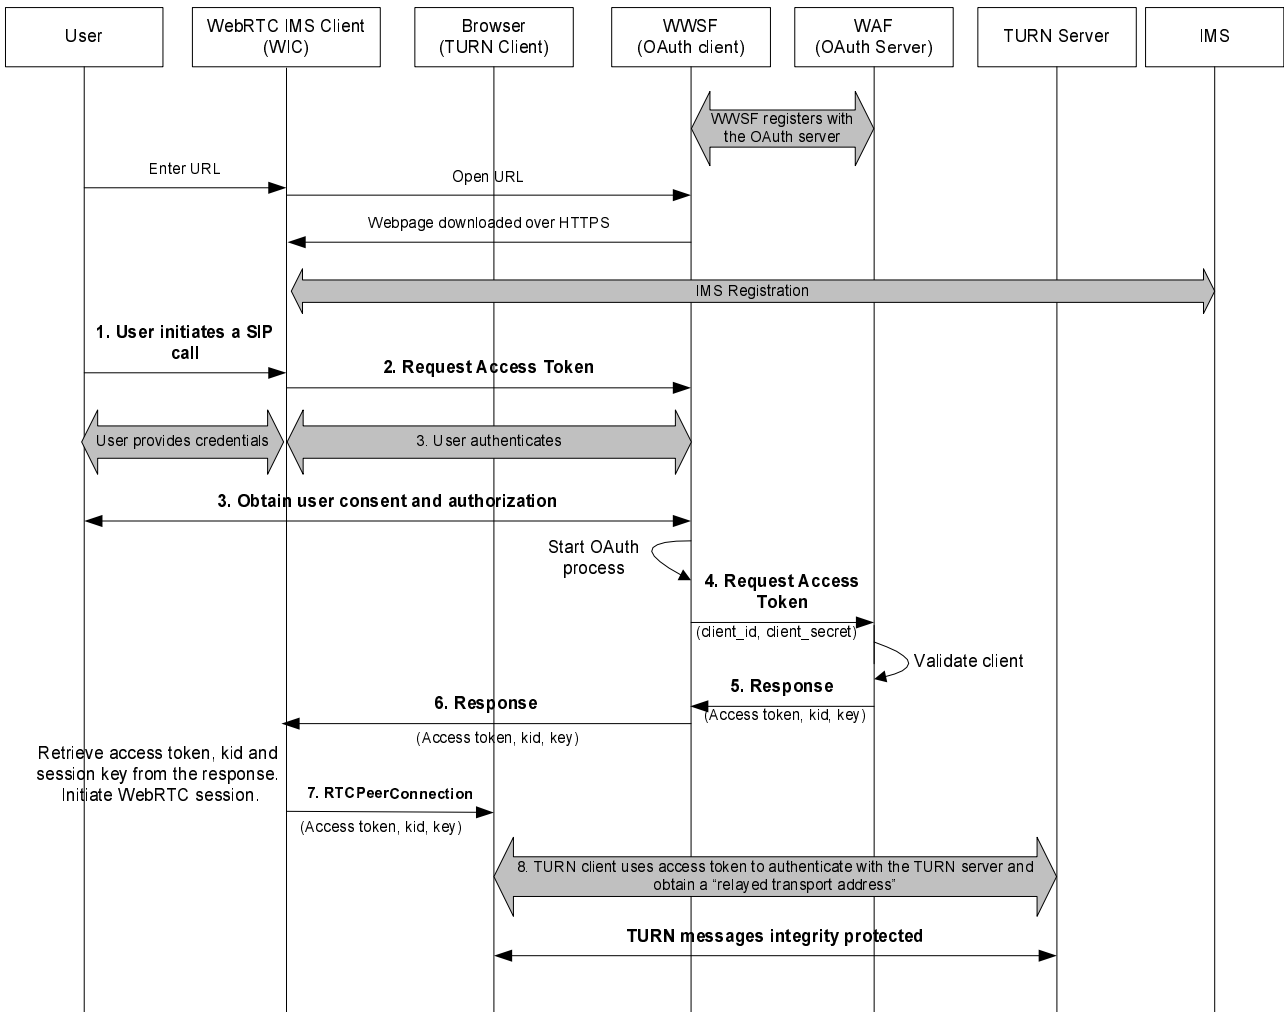 User
WebRTC IMS Client
(WIC)
Browser
(TURN Client)
WWSF
(OAuth client)
WAF
(OAuth Server)
TURN Server
IMS
WWSF registers with
the OAuth server
Enter URL
Open URL
Webpage downloaded over HTTPS
IMS Registration
1. User initiates a SIP
call
2. Request Access Token
User provides credentials
3. User authenticates
3. Obtain user consent and authorization
Start OAuth
process
4. Request Access
Token
(client_id, client_secret)
Validate client
5. Response
(Access token, kid, key)
6. Response
(Access token, kid, key)
Retrieve access token, kid and
session key from the response.
Initiate WebRTC session.
7. RTCPeerConnection
(Access token, kid, key)
8. TURN client uses access token to authenticate with the TURN server and
obtain a “relayed transport address”
TURN messages integrity protected